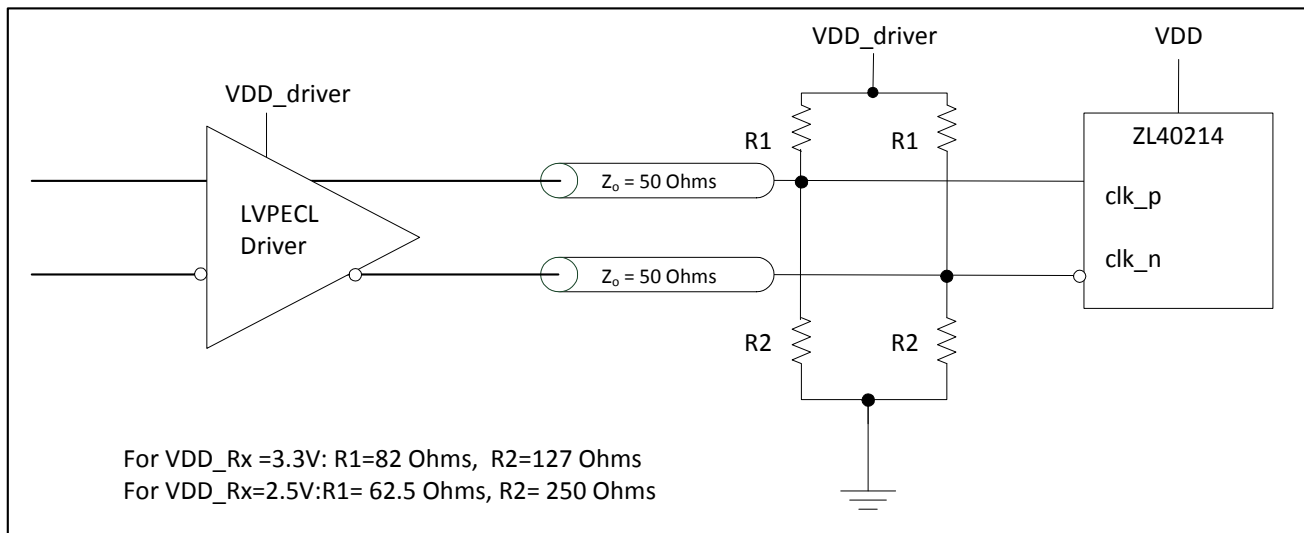 VDD_driver
VDD
VDD_driver
R1
R1
ZL40214
Zo = 50 Ohms
clk_p
LVPECL
Driver
clk_n
Zo = 50 Ohms
R2
R2
For VDD_Rx =3.3V: R1=82 Ohms, R2=127 Ohms
For VDD_Rx=2.5V:R1= 62.5 Ohms, R2= 250 Ohms